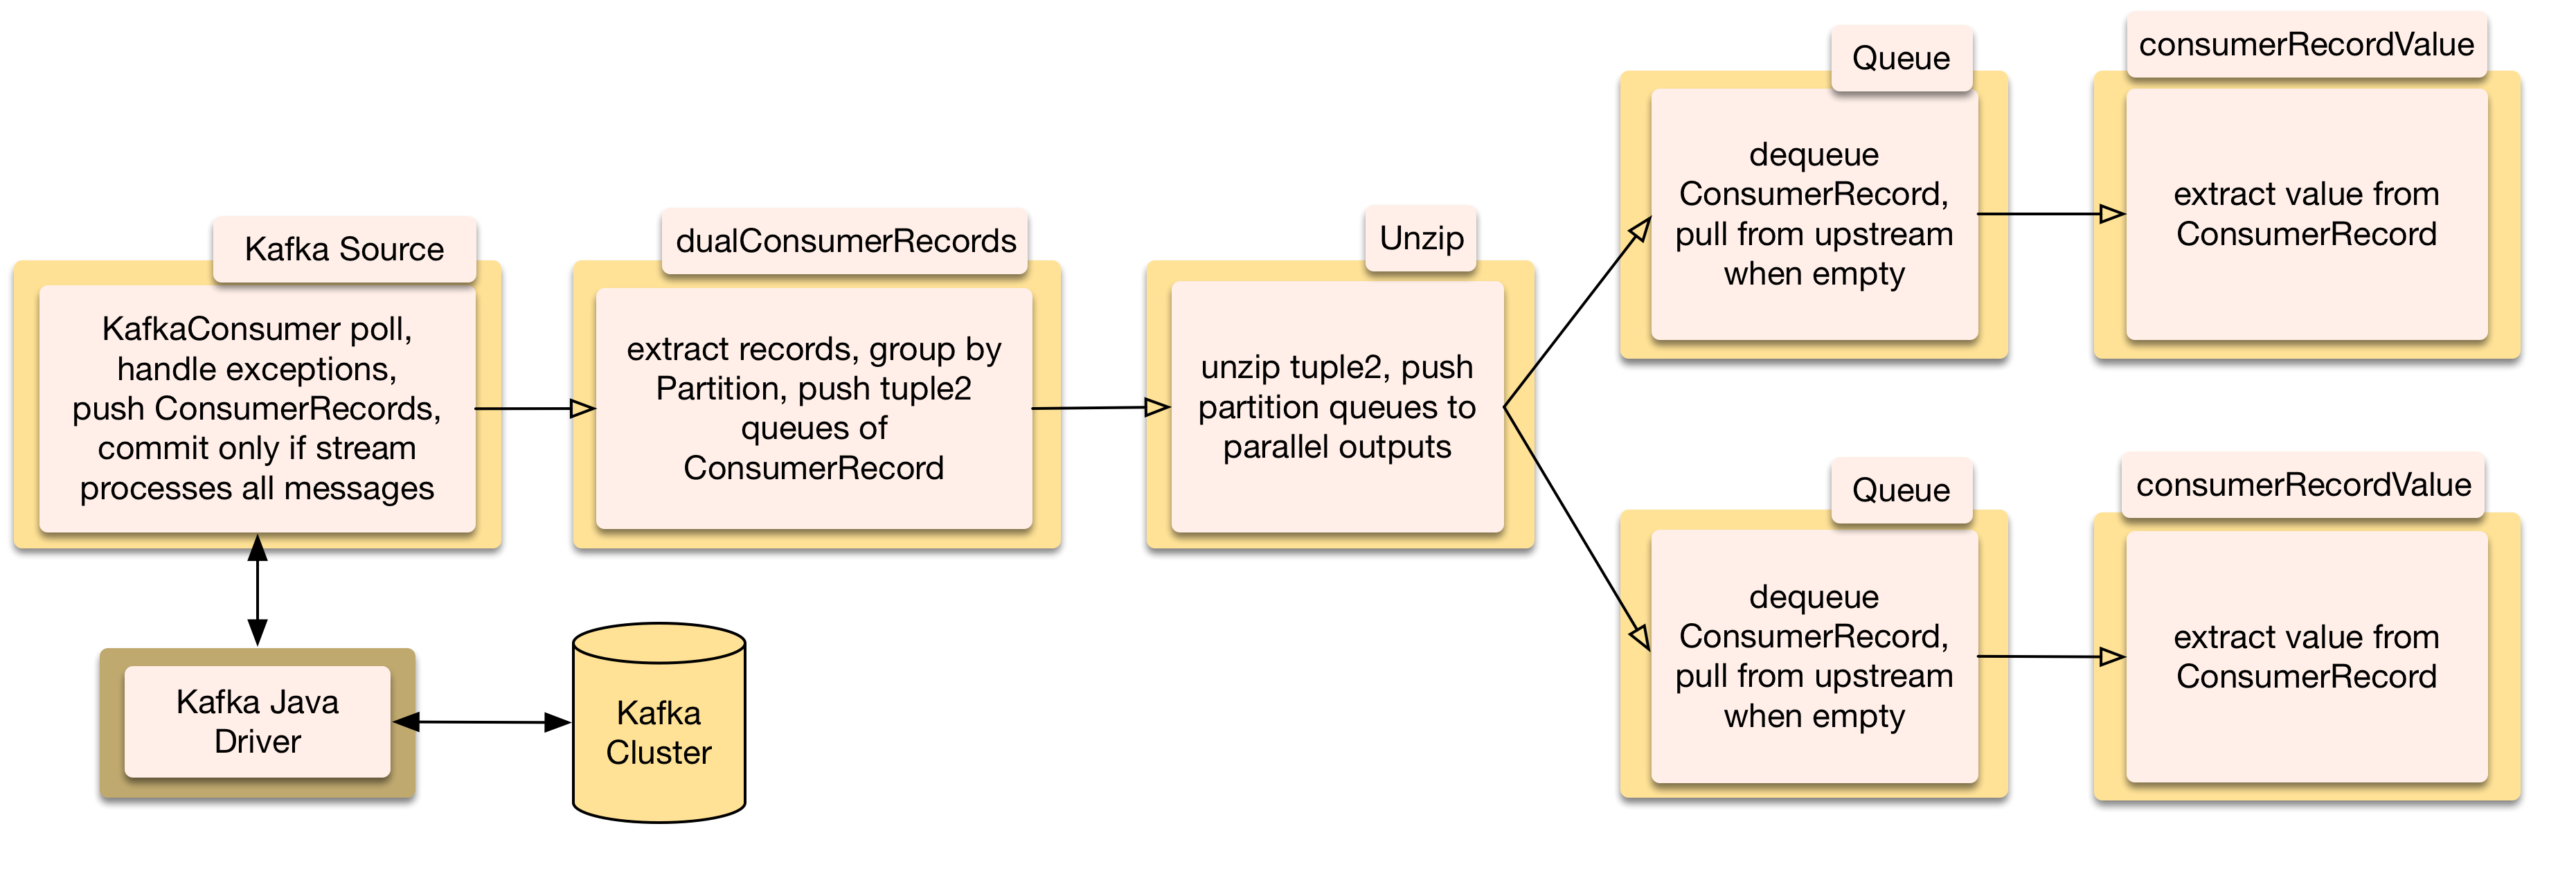 Kafka Source
KafkaConsumer poll,
handle exceptions,
push ConsumerRecords,
commit only if stream
processes all messages
Kafka Java
Driver
Kafka
Cluster
dualConsumerRecords
extract records, group by
Partition, push tuple2
queues of
ConsumerRecord
Unzip
unzip tuple2, push
partition queues to
parallel outputs
Queue
dequeue
ConsumerRecord,
pull from upstream
when empty
consumerRecordValue
extract value from
ConsumerRecord
Queue
dequeue
ConsumerRecord,
pull from upstream
when empty
consumerRecordValue
extract value from
ConsumerRecord